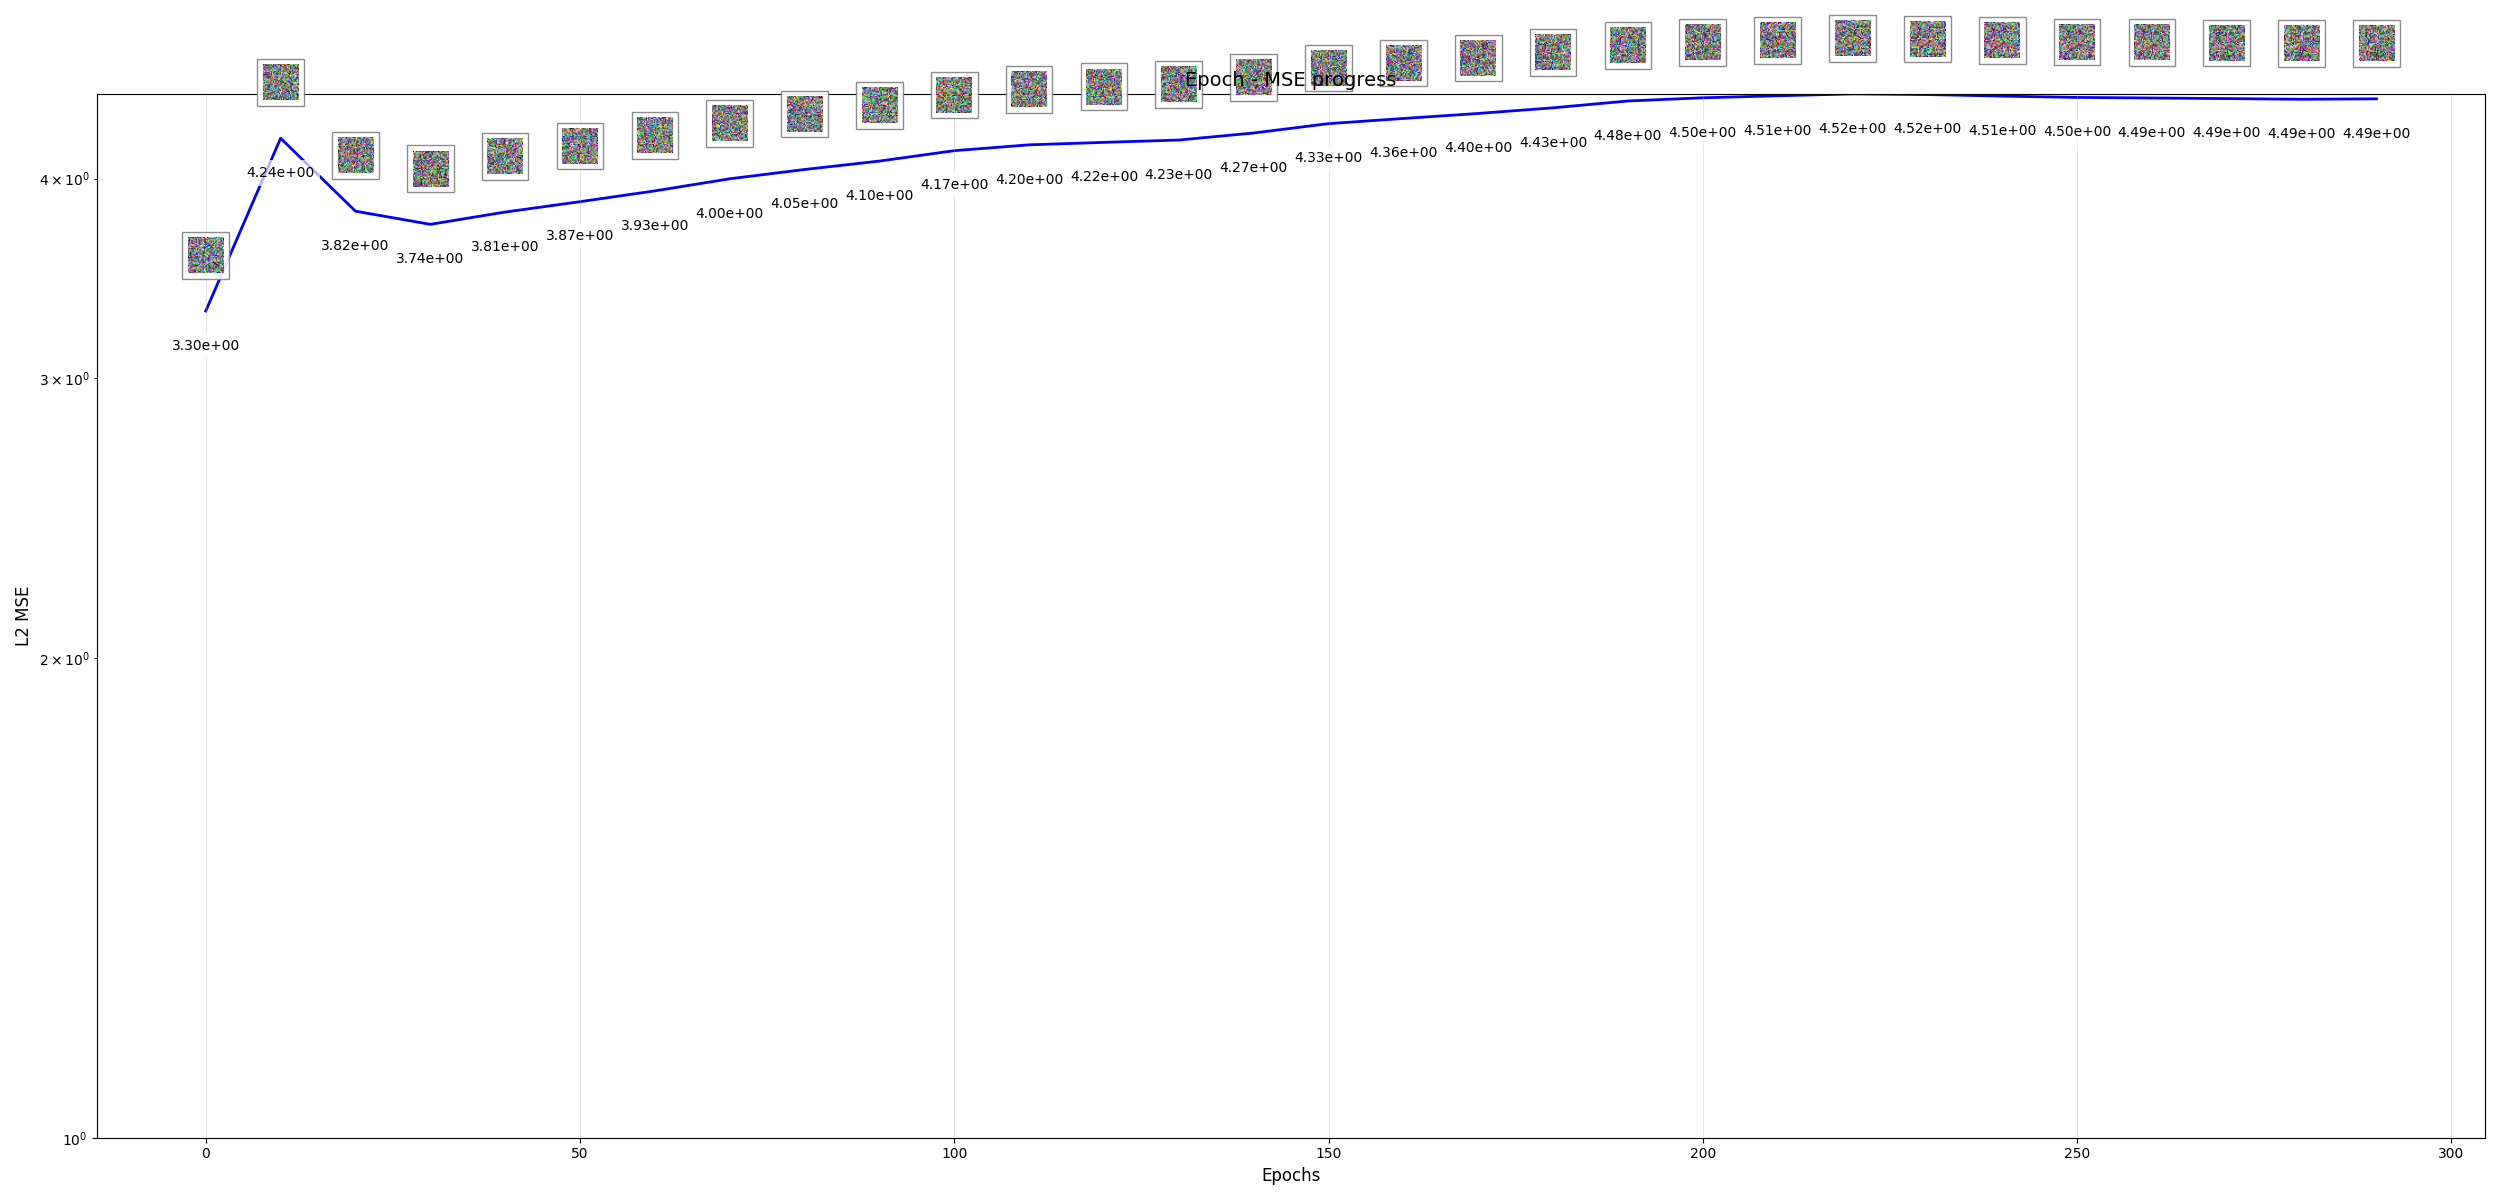 Epoch - MSE progress
3.30e+00
4.24e+00
3.82e+00
3.74e+00
3.81e+00
3.87e+00
3.93e+00
4.00e+00
4.05e+00
4.10e+00
4.17e+00
4.20e+00
4.22e+00
4.23e+00
4.27e+00
4.33e+00
4.36e+00
4.40e+00
4.43e+00
4.48e+00
4.50e+00
4.51e+00
4.52e+00
4.52e+00
4.51e+00
4.50e+00
4.49e+00
4.49e+00
4.49e+00
4.49e+00
4 × 10⁰
3 × 10⁰
2 × 10⁰
10⁰
L2 MSE
0 50 100 150 200 250 300
Epochs